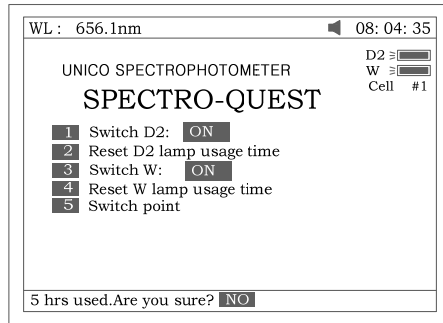 WL : 656.1nm 08: 04: 35
D2
W
Cell #1
UNICO SPECTROPHOTOMETER
SPECTRO-QUEST
1 Switch D2: ON
2 Reset D2 lamp usage time
3 Switch W: ON
4 Reset W lamp usage time
5 Switch point
5 hrs used.Are you sure? NO